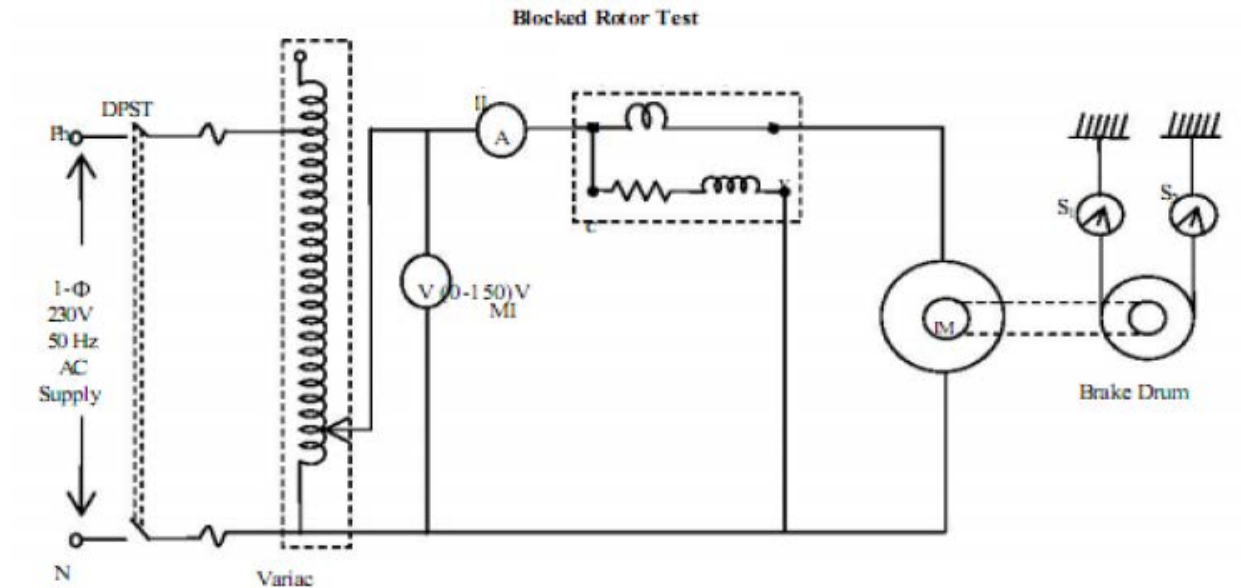 Blocked Rotor Test
DPST
Ph
IL
A
S1
S2
1-Φ
230V
50 Hz
AC
Supply
V (0-150)V
MI
C
V
IM
Brake Drum
N
Variac